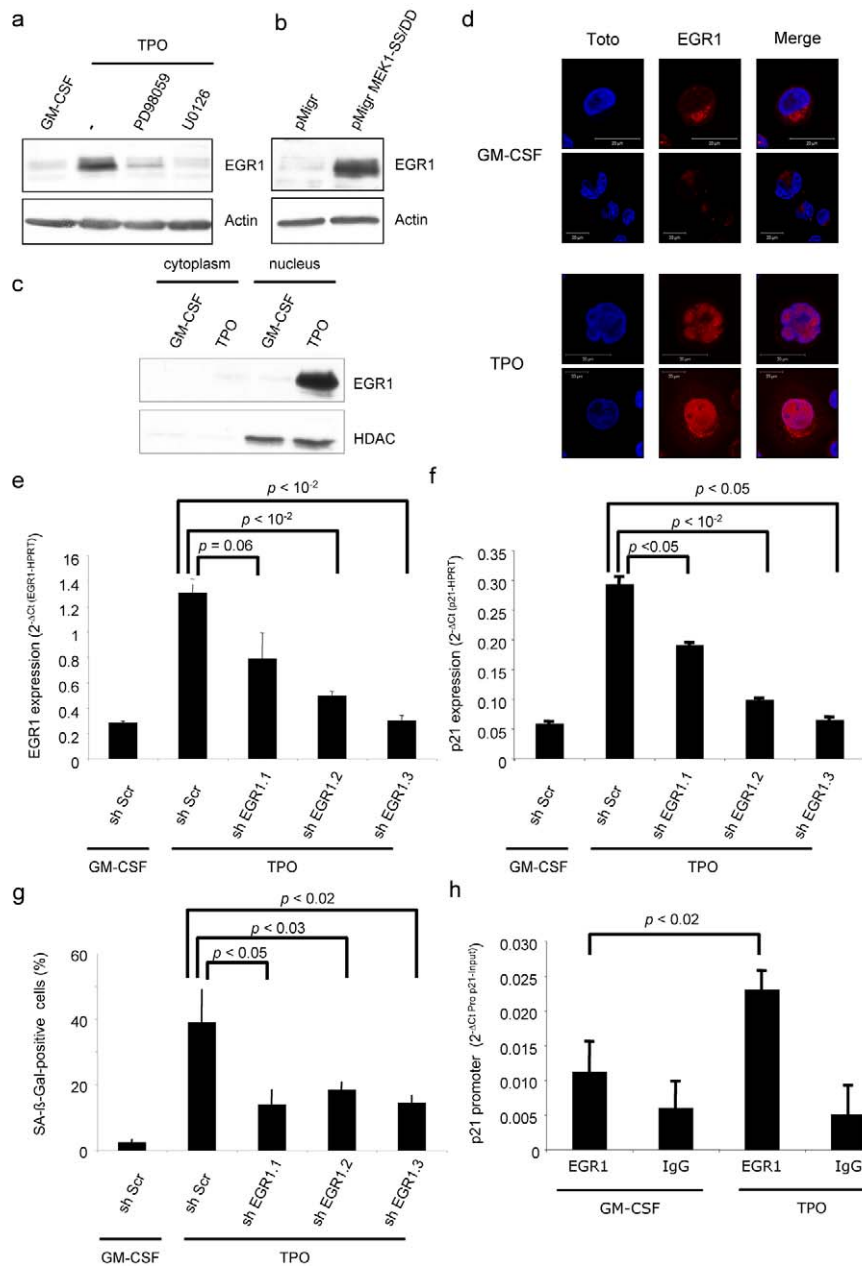 a
TPO
GM-CSF
-
PD98059
U0126
EGR1
Actin
b
pMigr
pMigr MEK1-SS/DD
EGR1
Actin
c
cytoplasm
nucleus
GM-CSF
TPO
GM-CSF
TPO
EGR1
HDAC
d
Toto
EGR1
Merge
GM-CSF
TPO
e
p < 10-2
p < 10-2
p = 0.06
EGR1 expression (2-ΔCt (EGR1-HPRT)
16
1.4
1.2
0.8
0.6
0.4
0.2
0
sh Scr
sh Scr
sh EGR1.1
sh EGR1.2
sh EGR1.3
GM-CSF
TPO
f
p < 0.05
p < 10-2
p <0.05
p21 expression (2-ΔCt (p21-HPRT)
0.35
0.30
0.25
0.20
0.15
0.10
0.05
0
sh Scr
sh Scr
sh EGR1.1
sh EGR1.2
sh EGR1.3
GM-CSF
TPO
g
p < 0.02
p < 0.03
p < 0.05
SA-ß-Gal-positive cells (%)
60
40
20
0
sh Scr
sh Scr
sh EGR1.1
sh EGR1.2
sh EGR1.3
GM-CSF
TPO
h
p < 0.02
p21 promoter (2-ΔCt Pro p21-Input)
0.030
0.025
0.020
0.015
0.010
0.005
0
EGR1
IgG
EGR1
IgG
GM-CSF
TPO